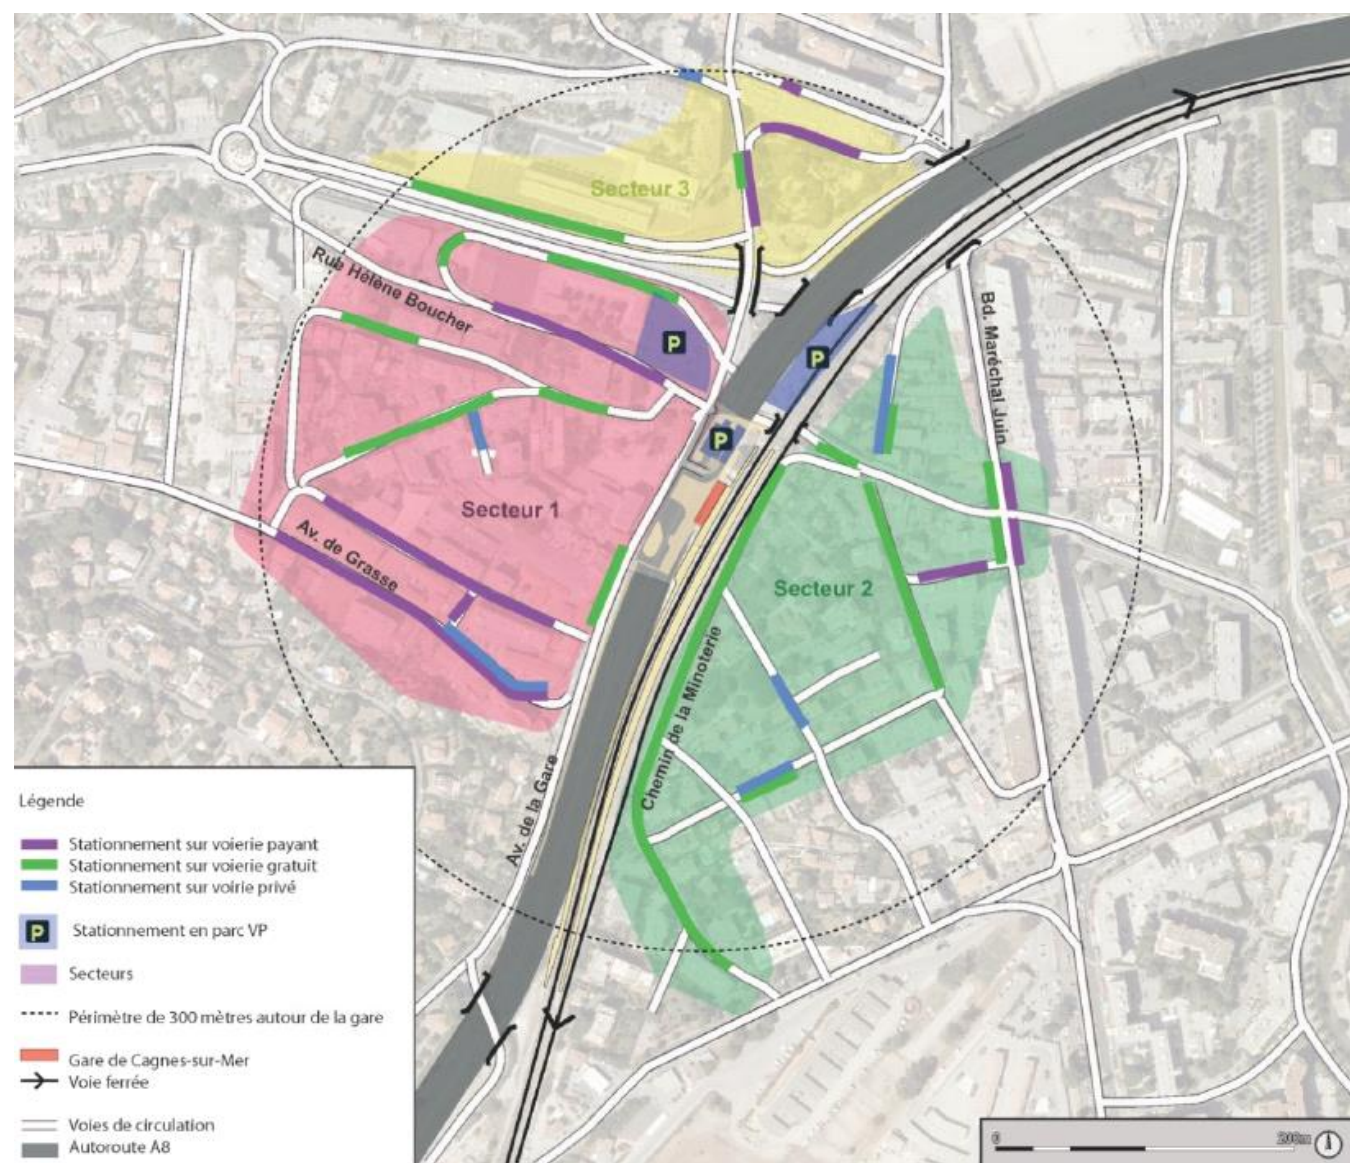 Secteur 3
Rue Hélène Boucher
P
P
Bd. Maréchal Juin
P
Secteur 1
Av. de Grasse
Secteur 2
Chemin de la Minoterie
Av. de la Gare
Légende
Stationnement sur voierie payant
Stationnement sur voierie gratuit
Stationnement sur voirie privé
P Stationnement en parc VP
Secteurs
Périmètre de 300 mètres autour de la gare
Gare de Cagnes-sur-Mer
Voie ferrée
Voies de circulation
Autoroute A8
0 200m